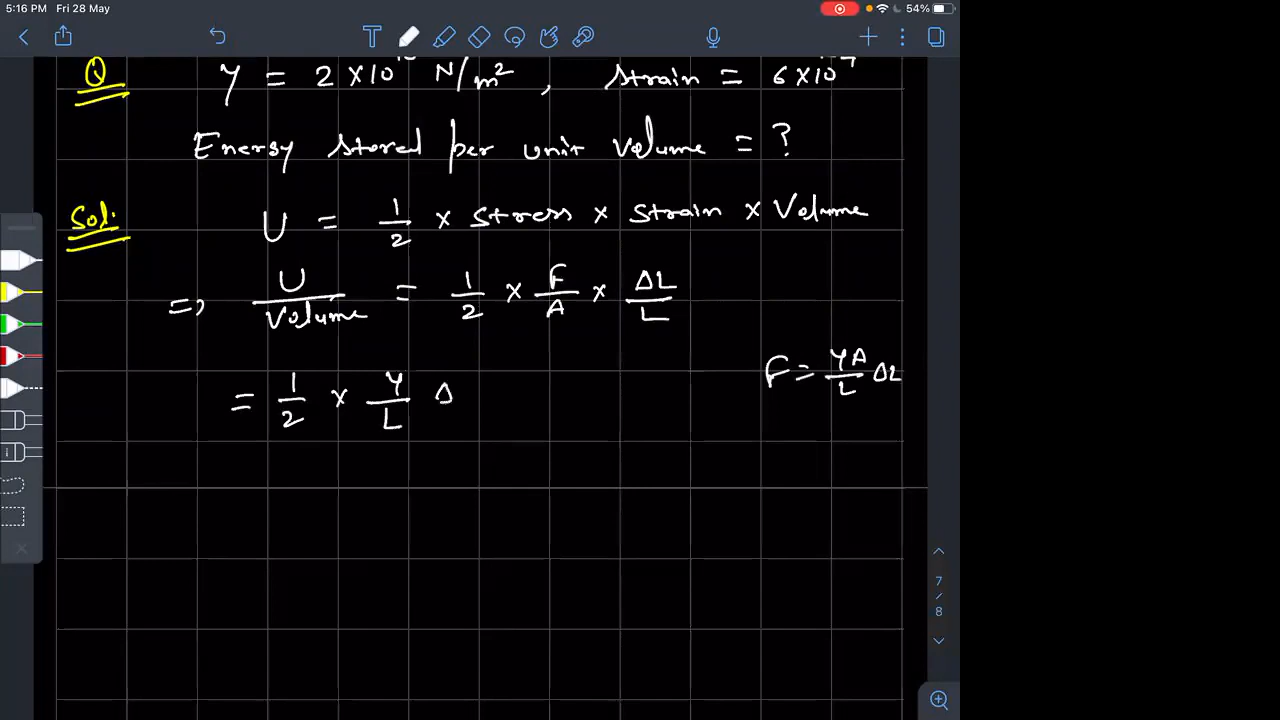 5:16 PM Fri 28 May
54%
T
Q Y = 2 × 10 N/m², Strain = 6 × 10
Energy stored per unit volume = ?
Sol: U = 1/2 × stress × strain × Volume
=> U/Volume = 1/2 × F/A × ΔL/L
F = YA/L ΔL
= 1/2 × Y/L Δ
7
/
8